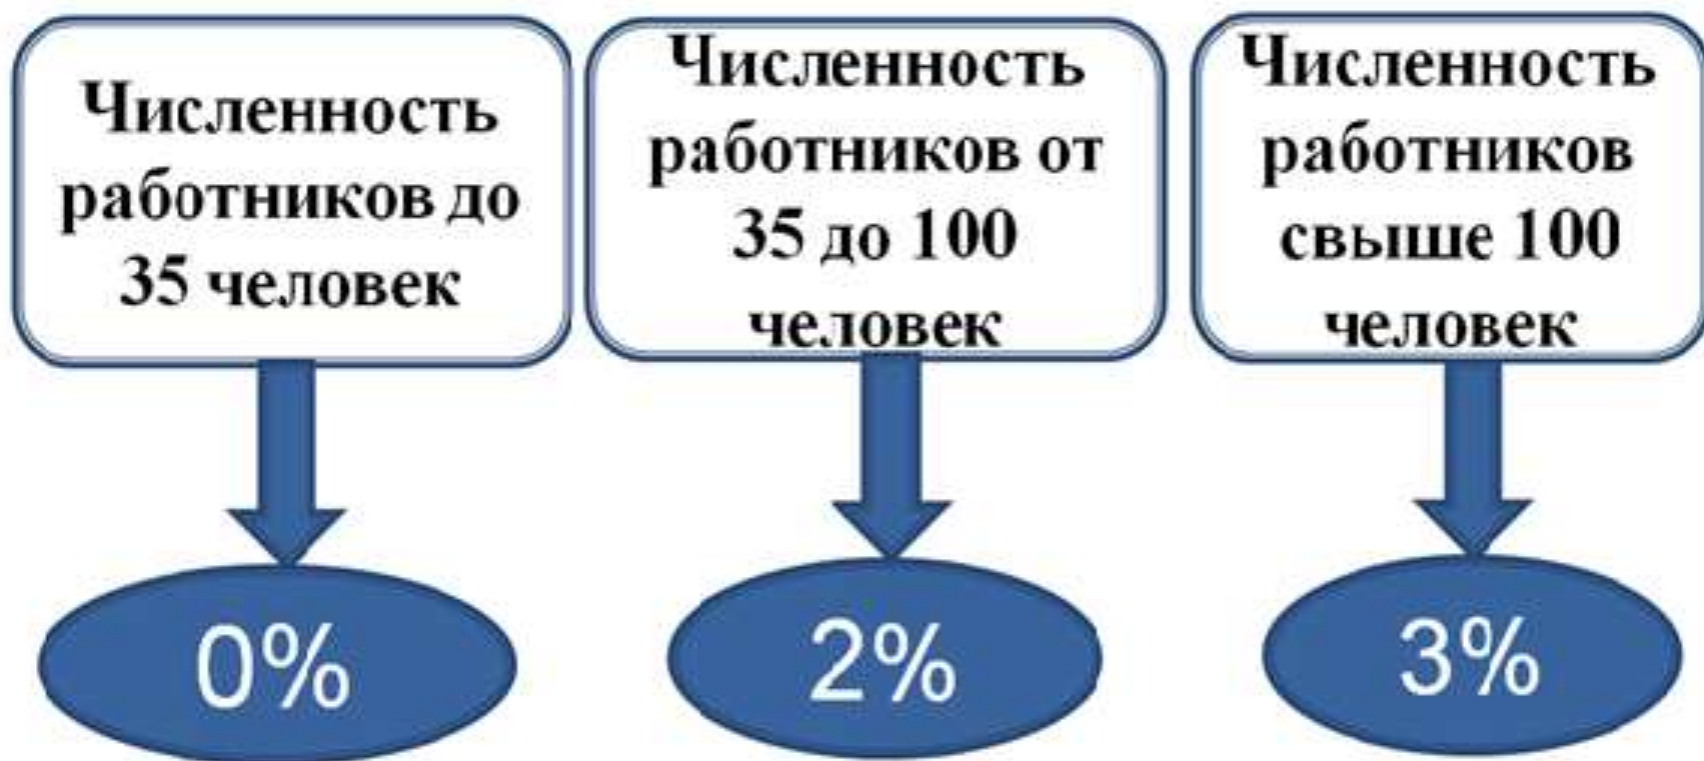 Численность
работников до
35 человек
Численность
работников от
35 до 100
человек
Численность
работников
свыше 100
человек
0%
2%
3%